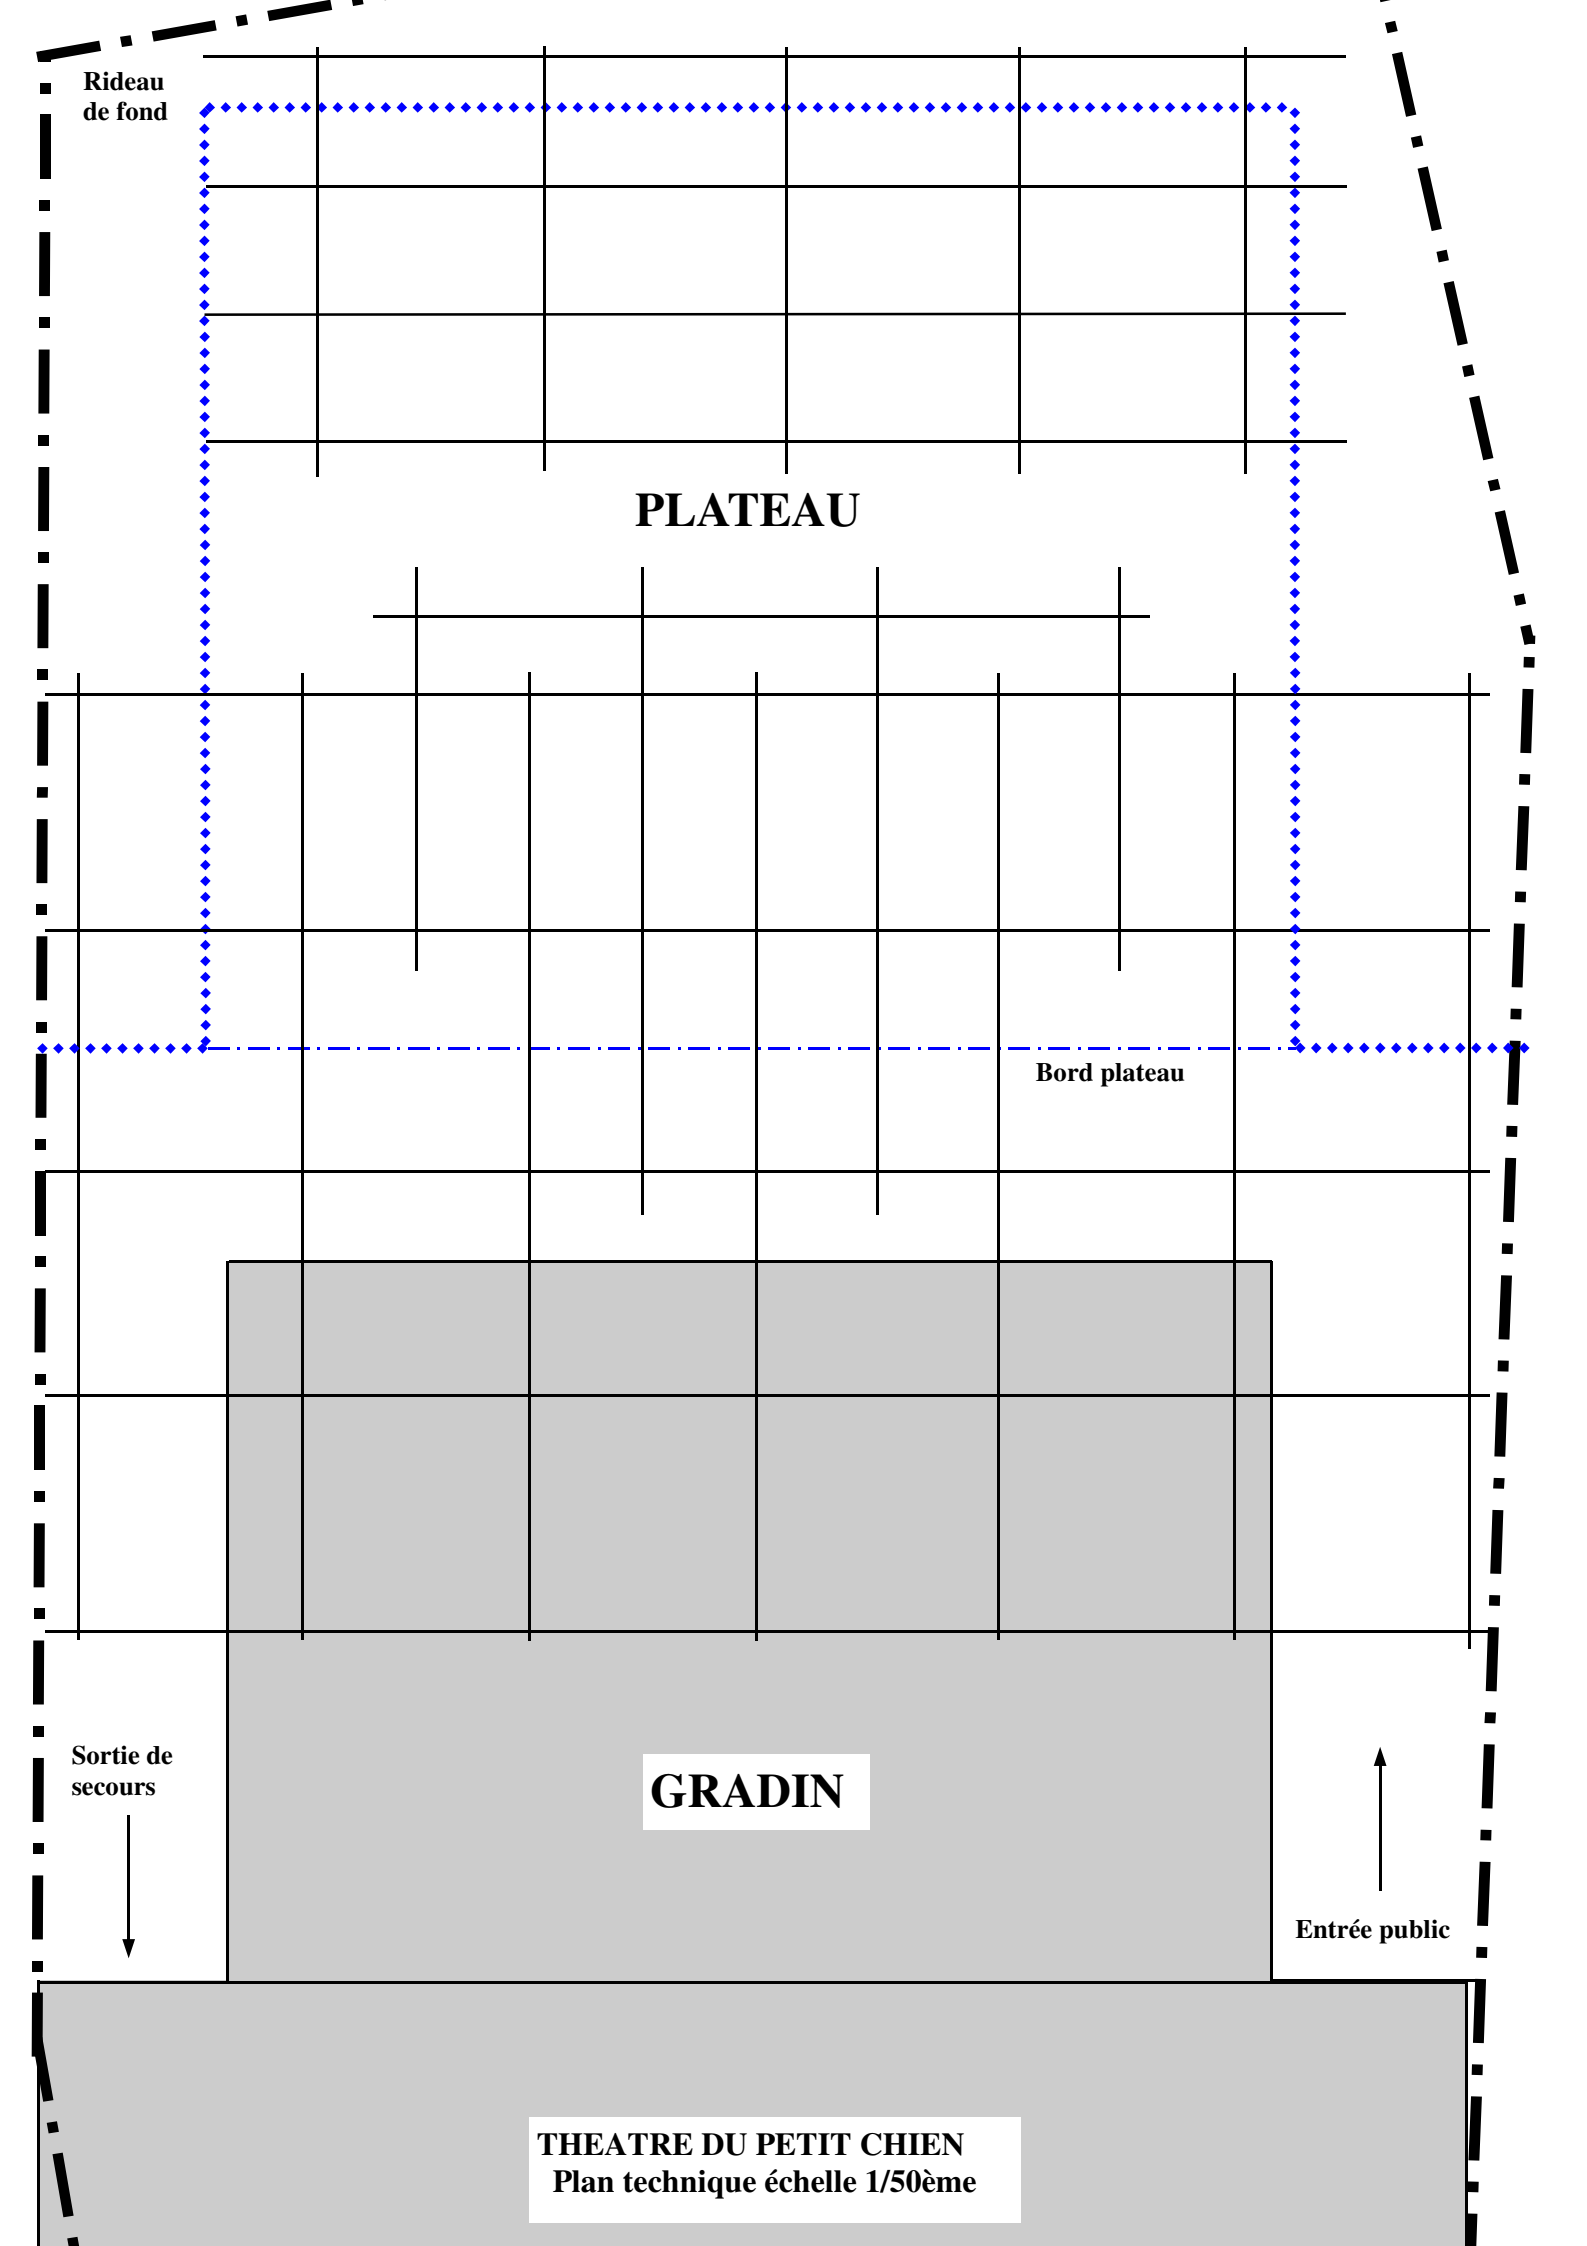 Rideau
de fond
PLATEAU
Bord plateau
Sortie de
secours
GRADIN
Entrée public
THEATRE DU PETIT CHIEN
Plan technique échelle 1/50ème